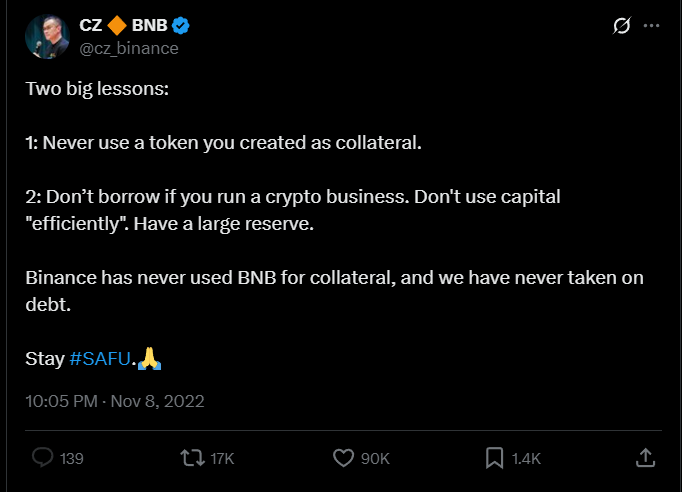 CZ 🔶 BNB
@cz_binance
Two big lessons:
1: Never use a token you created as collateral.
2: Don’t borrow if you run a crypto business. Don't use capital
"efficiently". Have a large reserve.
Binance has never used BNB for collateral, and we have never taken on
debt.
Stay #SAFU.🙏
10:05 PM · Nov 8, 2022
139 17K 90K 1.4K